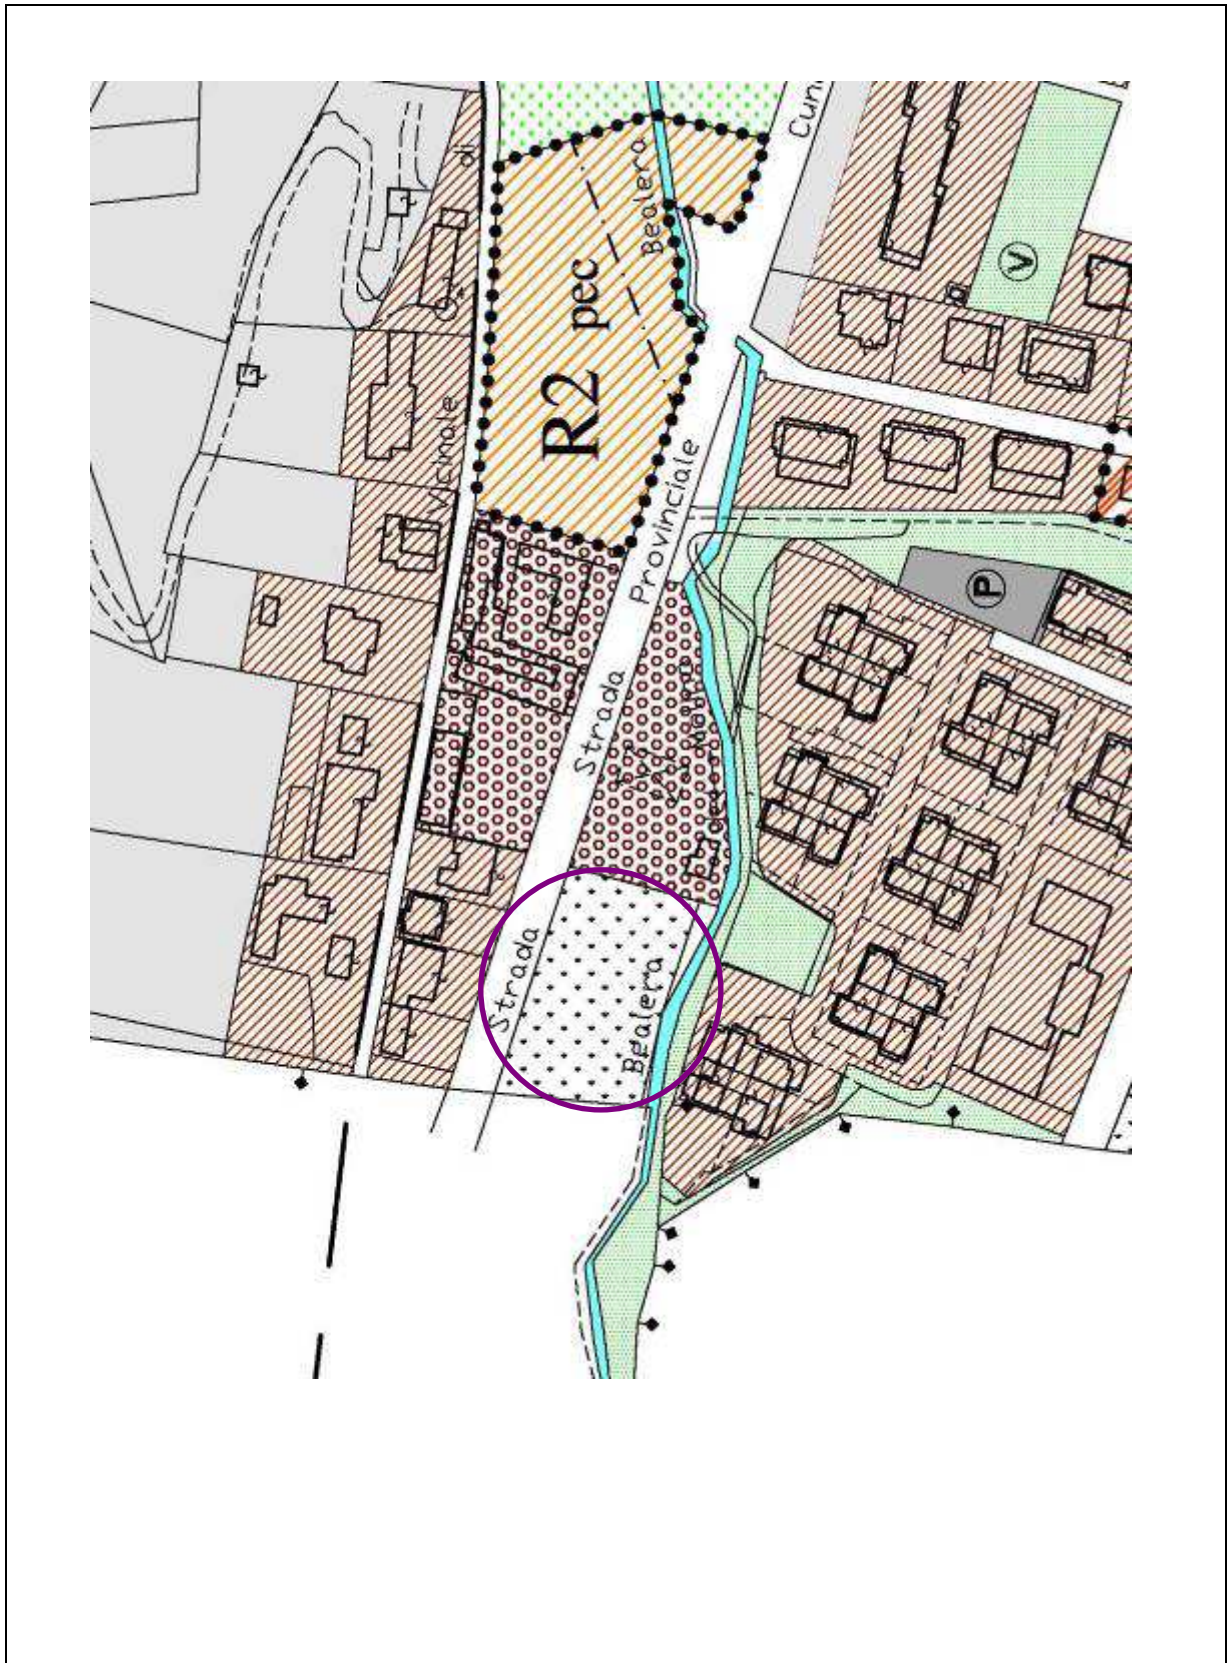 di
Cun
Bealera
V
R2 pec
Vicinale
Provinciale
P
Strada
Strada
Bealera